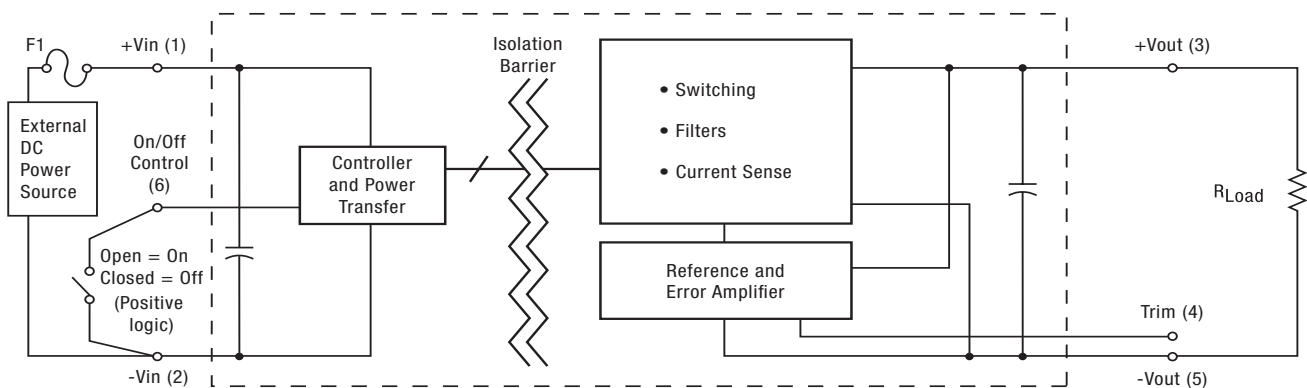 F1
+Vin (1)
External
DC
Power
Source
On/Off
Control
(6)
Open = On
Closed = Off
(Positive
logic)
-Vin (2)
Controller
and Power
Transfer
Isolation
Barrier
• Switching
• Filters
• Current Sense
Reference and
Error Amplifier
+Vout (3)
RLoad
Trim (4)
-Vout (5)